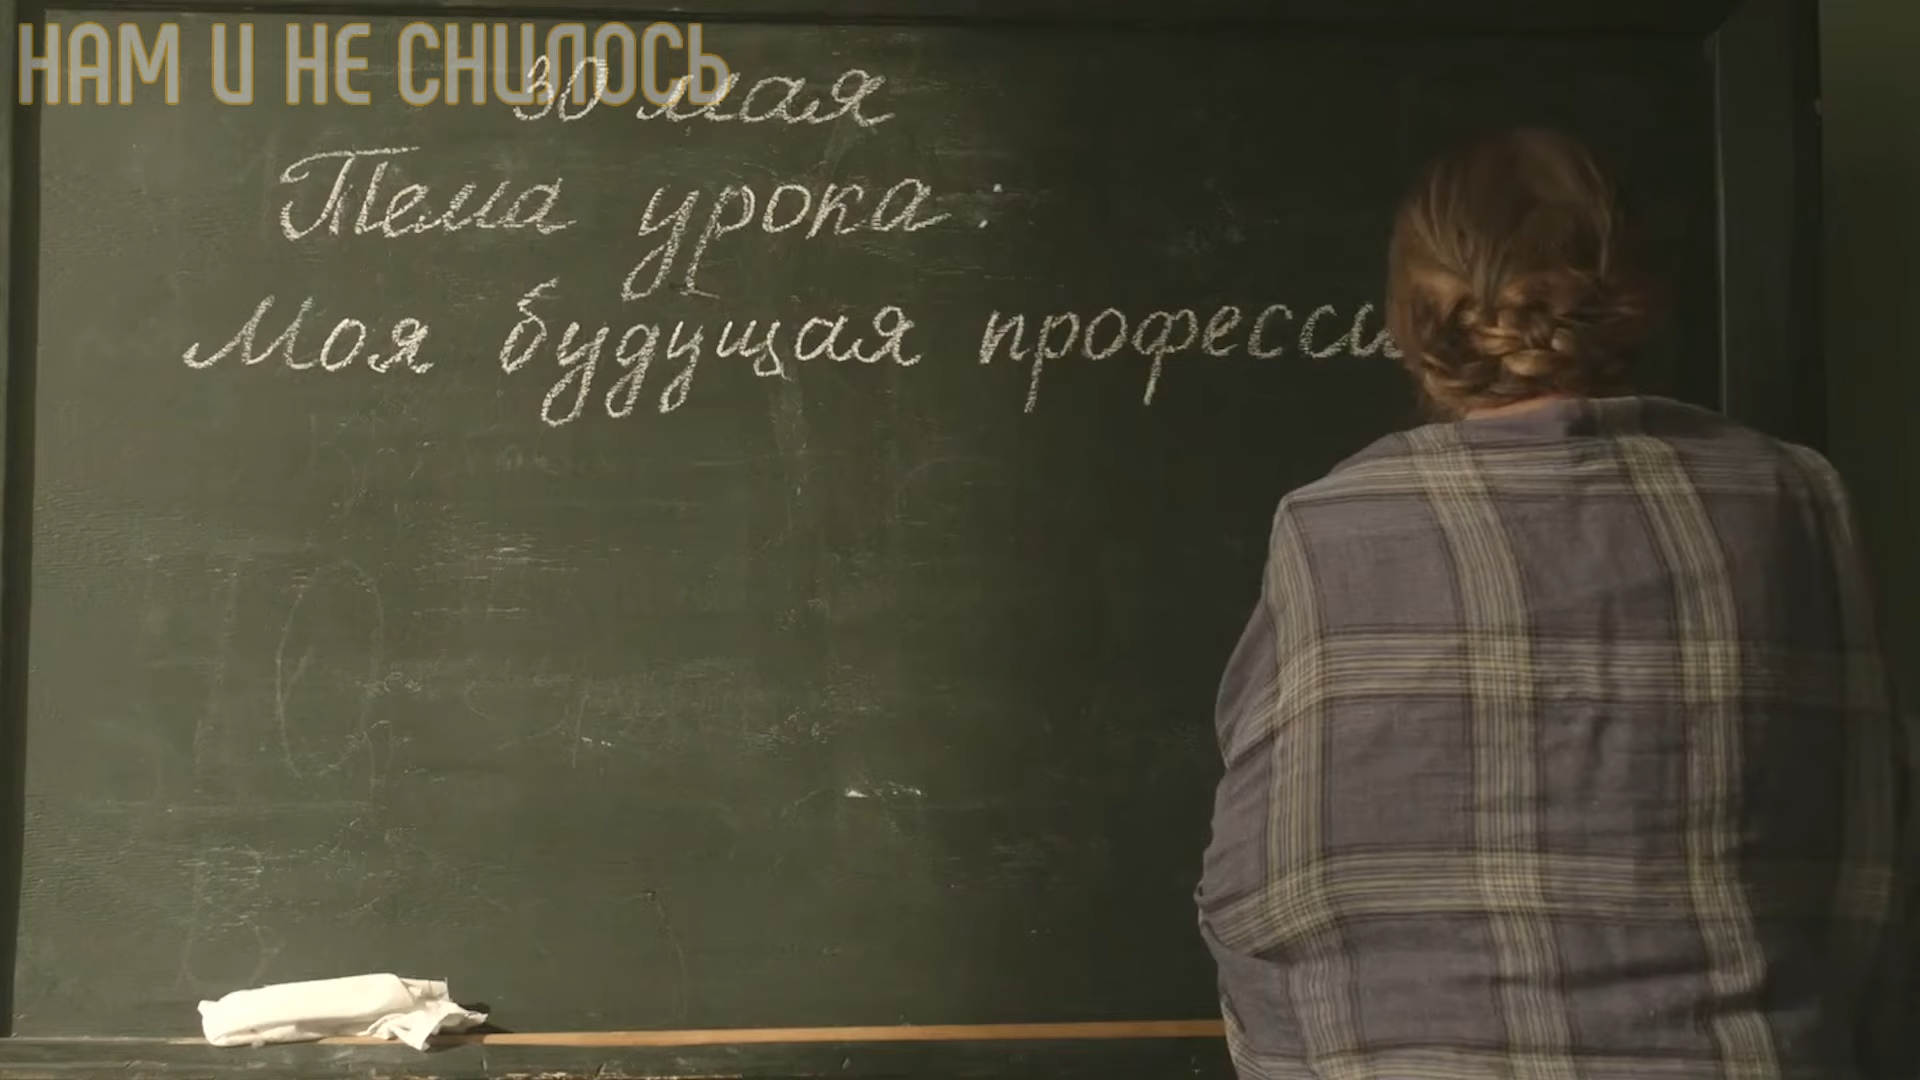 НАМ И НЕ СНИЛОСЬ
30 мая
Тема урока:
Моя будущая професси